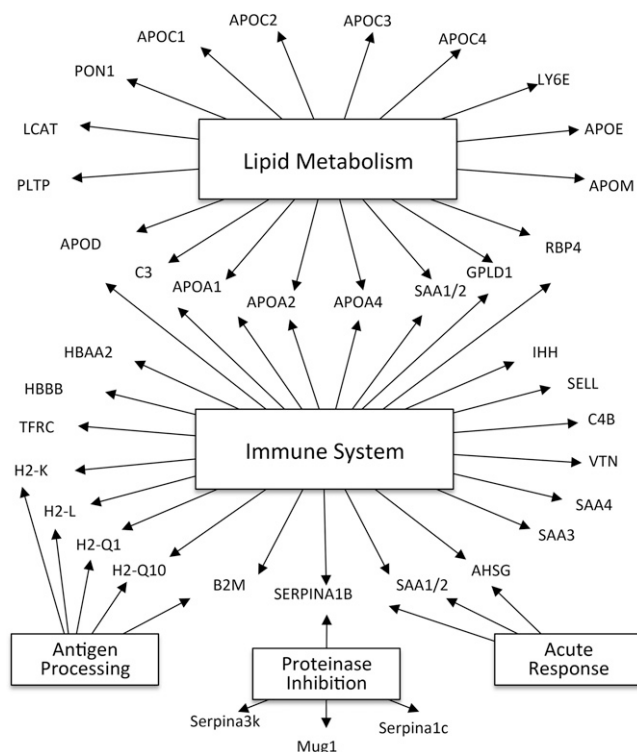 APOC2
APOC3
APOC1
APOC4
PON1
LY6E
LCAT
APOE
Lipid Metabolism
PLTP
APOM
APOD
RBP4
C3
GPLD1
APOA1
SAA1/2
APOA2
APOA4
HBAA2
IHH
HBBB
SELL
TFRC
C4B
Immune System
H2-K
VTN
H2-L
SAA4
H2-Q1
SAA3
H2-Q10
AHSG
B2M
SERPINA1B
SAA1/2
Antigen
Processing
Proteinase
Inhibition
Acute
Response
Serpina3k
Serpina1c
Mug1